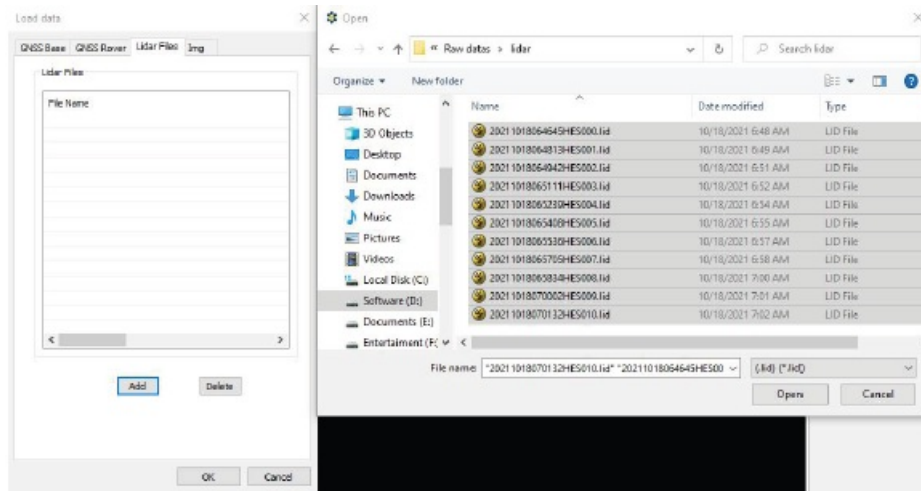 Load data
GNSS Base GNSS Rover Lidar Files Img
Lidar Files
File Name
Add Delete
OK Cancel
Open
« Raw datas › lidar
Search lidar
Organize New folder
This PC
3D Objects
Desktop
Documents
Downloads
Music
Pictures
Videos
Local Disk (C:)
Software (D:)
Documents (E:)
Entertaiment (F:
Name Date modified Type
20211018064645HES000.lid 10/18/2021 6:48 AM LID File
20211018064813HES001.lid 10/18/2021 6:49 AM LID File
20211018064942HES002.lid 10/18/2021 6:51 AM LID File
20211018065111HES003.lid 10/18/2021 6:52 AM LID File
20211018065239HES004.lid 10/18/2021 6:54 AM LID File
20211018065408HES005.lid 10/18/2021 6:55 AM LID File
20211018065536HES006.lid 10/18/2021 6:57 AM LID File
20211018065705HES007.lid 10/18/2021 6:58 AM LID File
20211018065834HES008.lid 10/18/2021 7:00 AM LID File
20211018070002HES009.lid 10/18/2021 7:01 AM LID File
20211018070132HES010.lid 10/18/2021 7:02 AM LID File
File name: "20211018070132HES010.lid" "20211018064645HES00 (.lid) (*.lid)
Open Cancel